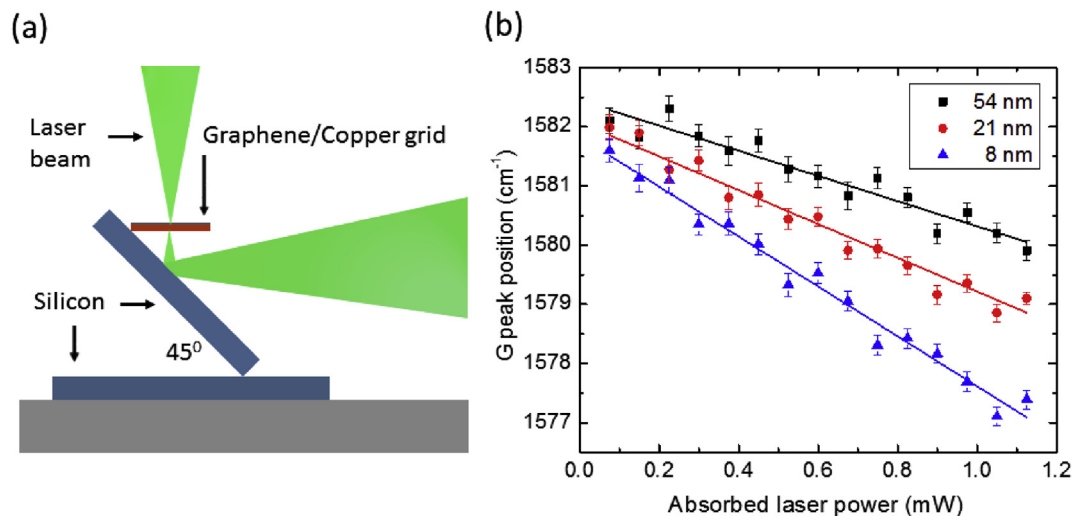 (a)
Laser
beam
Graphene/Copper grid
Silicon
45⁰
(b)
G peak position (cm⁻¹)
1583
1582
1581
1580
1579
1578
1577
54 nm
21 nm
8 nm
0.0 0.2 0.4 0.6 0.8 1.0 1.2
Absorbed laser power (mW)